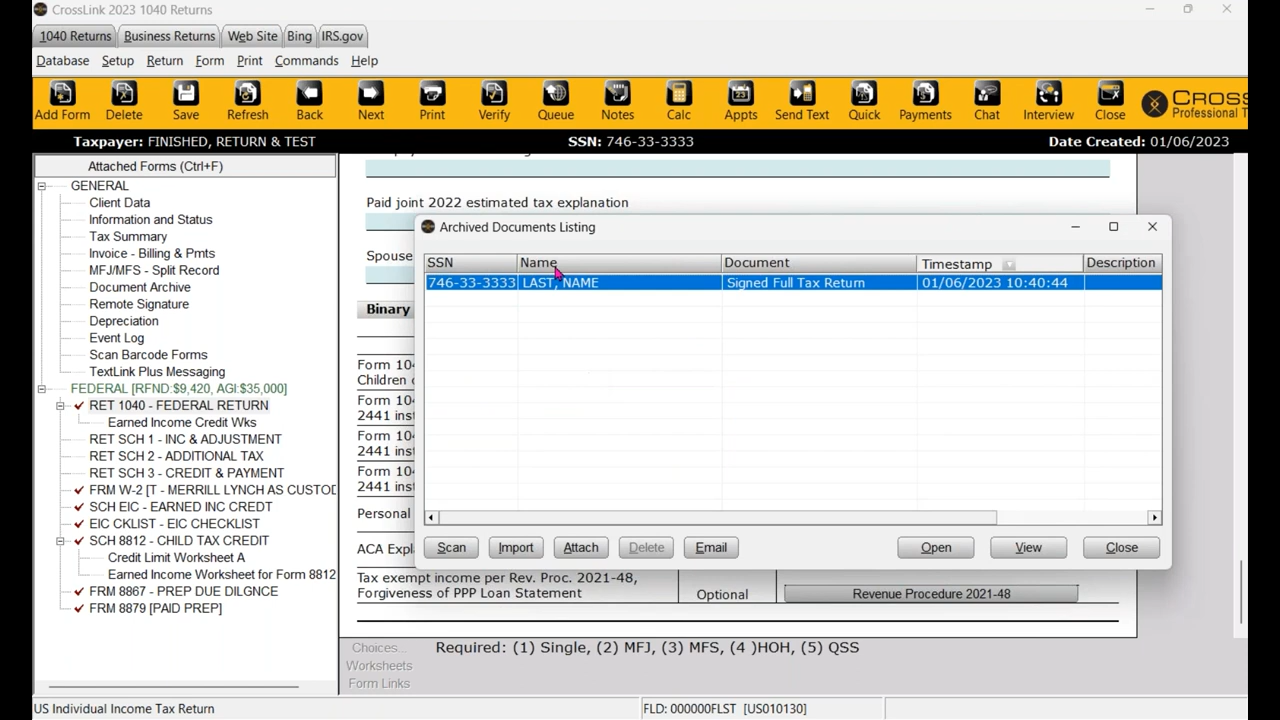 CrossLink 2023 1040 Returns
1040 Returns Business Returns Web Site Bing IRS.gov
Database Setup Return Form Print Commands Help
Add Form Delete Save Refresh Back Next Print Verify Queue Notes Calc Appts Send Text Quick Payments Chat Interview Close
CROSS
Professional T
Taxpayer: FINISHED, RETURN & TEST SSN: 746-33-3333 Date Created: 01/06/2023
Attached Forms (Ctrl+F)
GENERAL
Client Data
Information and Status
Tax Summary
Invoice - Billing & Pmts
MFJ/MFS - Split Record
Document Archive
Remote Signature
Depreciation
Event Log
Scan Barcode Forms
TextLink Plus Messaging
FEDERAL [RFND:$9,420, AGI:$35,000]
RET 1040 - FEDERAL RETURN
Earned Income Credit Wks
RET SCH 1 - INC & ADJUSTMENT
RET SCH 2 - ADDITIONAL TAX
RET SCH 3 - CREDIT & PAYMENT
FRM W-2 [T - MERRILL LYNCH AS CUSTOD
SCH EIC - EARNED INC CREDT
EIC CKLIST - EIC CHECKLIST
SCH 8812 - CHILD TAX CREDIT
Credit Limit Worksheet A
Earned Income Worksheet for Form 8812
FRM 8867 - PREP DUE DILGNCE
FRM 8879 [PAID PREP]
Paid joint 2022 estimated tax explanation
Spouse
Binary
Form 104
Children o
Form 104
2441 inst
Form 104
2441 inst
Form 104
2441 inst
Personal
ACA Expl
Tax exempt income per Rev. Proc. 2021-48,
Forgiveness of PPP Loan Statement Optional Revenue Procedure 2021-48
Archived Documents Listing
SSN Name Document Timestamp Description
746-33-3333 LAST, NAME Signed Full Tax Return 01/06/2023 10:40:44
Scan Import Attach Delete Email Open View Close
Choices... Required: (1) Single, (2) MFJ, (3) MFS, (4 )HOH, (5) QSS
Worksheets
Form Links
US Individual Income Tax Return FLD: 000000FLST [US010130]